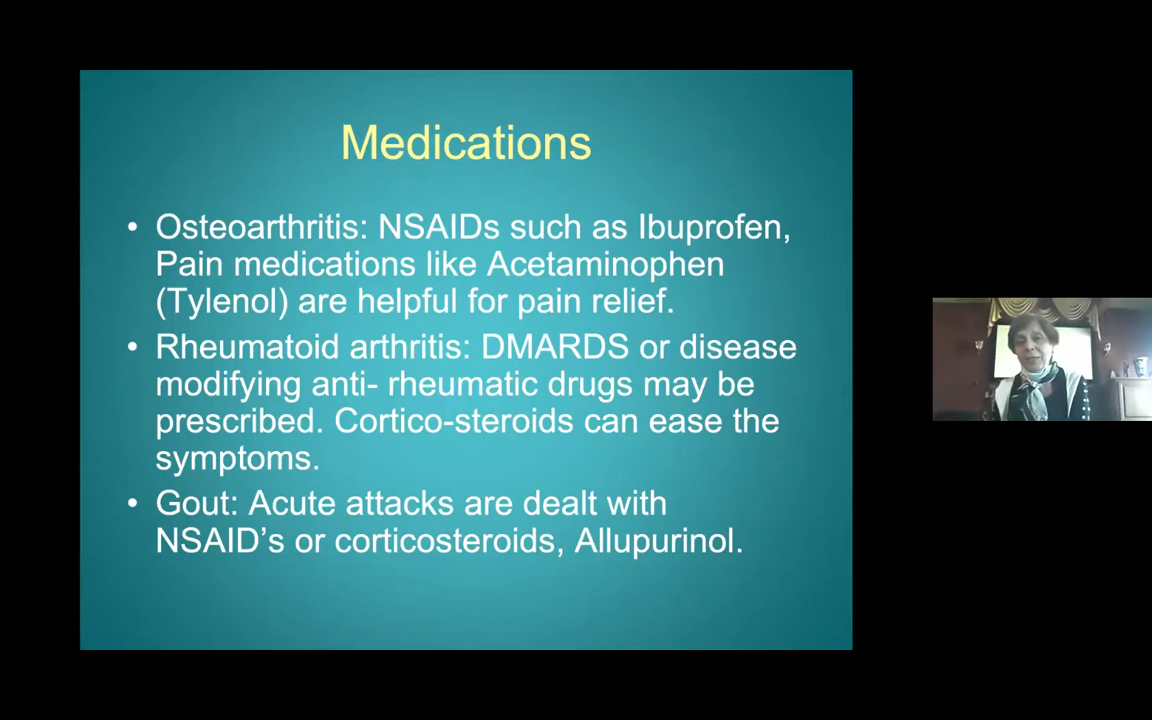 Medications
• Osteoarthritis: NSAIDs such as Ibuprofen,
Pain medications like Acetaminophen
(Tylenol) are helpful for pain relief.
• Rheumatoid arthritis: DMARDS or disease
modifying anti- rheumatic drugs may be
prescribed. Cortico-steroids can ease the
symptoms.
• Gout: Acute attacks are dealt with
NSAID’s or corticosteroids, Allupurinol.